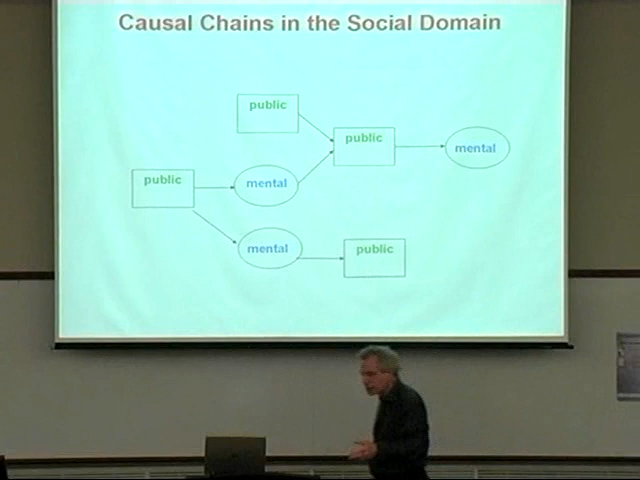 Causal Chains in the Social Domain
public
public
mental
public
mental
mental
public